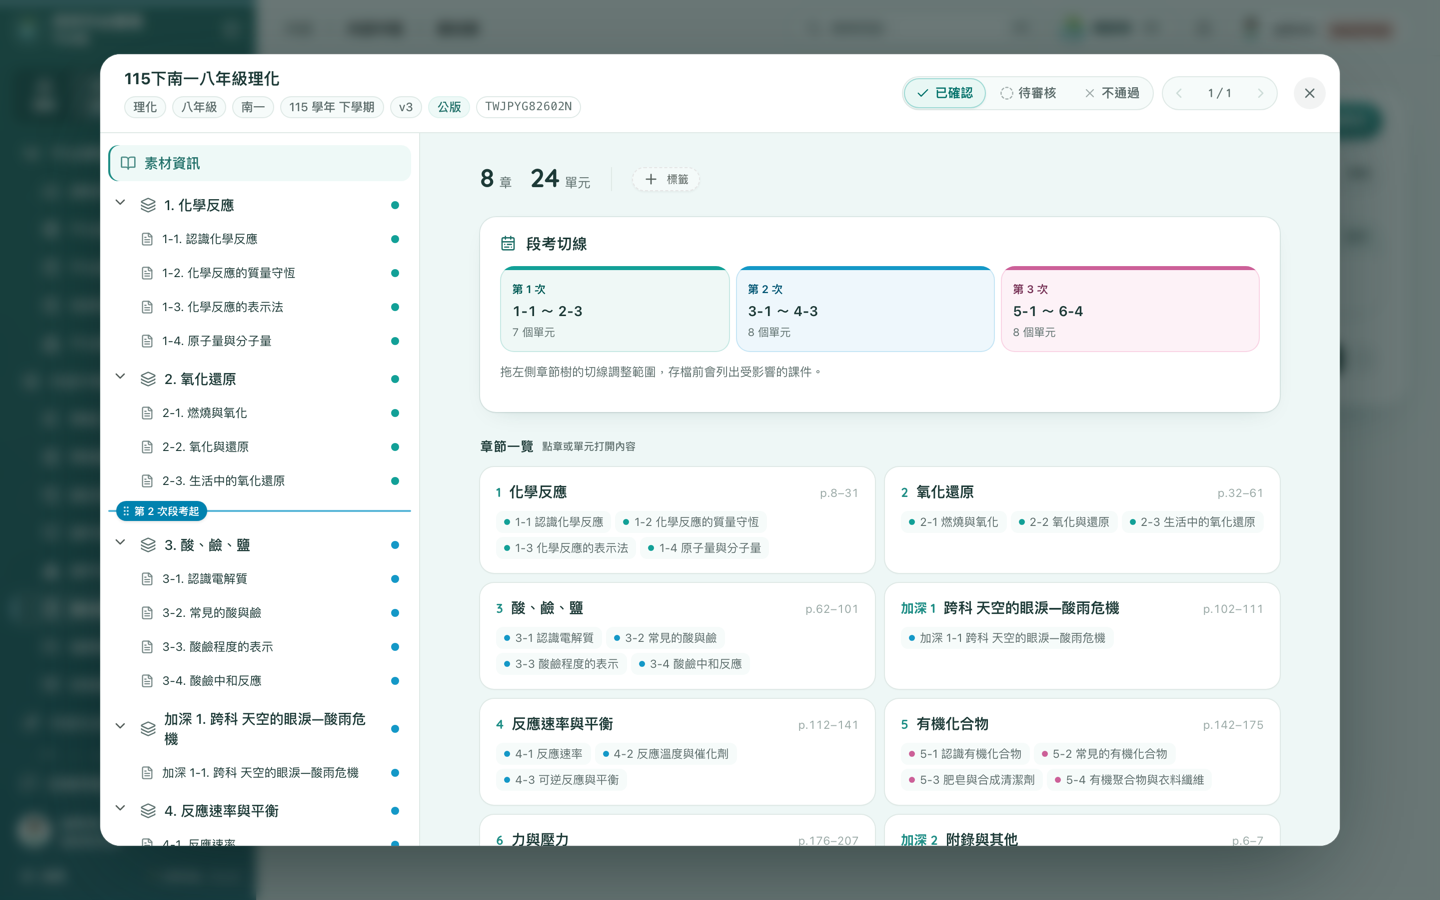 115下南一八年級理化
理化 八年級 南一 115 學年 下學期 v3 公版 TWJPYG82602N
已確認 待審核 不通過 1 / 1
素材資訊
1. 化學反應
1-1. 認識化學反應
1-2. 化學反應的質量守恆
1-3. 化學反應的表示法
1-4. 原子量與分子量
2. 氧化還原
2-1. 燃燒與氧化
2-2. 氧化與還原
2-3. 生活中的氧化還原
第 2 次段考起
3. 酸、鹼、鹽
3-1. 認識電解質
3-2. 常見的酸與鹼
3-3. 酸鹼程度的表示
3-4. 酸鹼中和反應
加深 1. 跨科 天空的眼淚—酸雨危
機
加深 1-1. 跨科 天空的眼淚—酸雨危機
4. 反應速率與平衡
4-1. 反應速率
8 章 24 單元 標籤
段考切線
第 1 次
1-1 ～ 2-3
7 個單元
第 2 次
3-1 ～ 4-3
8 個單元
第 3 次
5-1 ～ 6-4
8 個單元
拖左側章節樹的切線調整範圍，存檔前會列出受影響的課件。
章節一覽 點章或單元打開內容
1 化學反應 p.8–31
1-1 認識化學反應 1-2 化學反應的質量守恆
1-3 化學反應的表示法 1-4 原子量與分子量
2 氧化還原 p.32–61
2-1 燃燒與氧化 2-2 氧化與還原 2-3 生活中的氧化還原
3 酸、鹼、鹽 p.62–101
3-1 認識電解質 3-2 常見的酸與鹼
3-3 酸鹼程度的表示 3-4 酸鹼中和反應
加深 1 跨科 天空的眼淚—酸雨危機 p.102–111
加深 1-1 跨科 天空的眼淚—酸雨危機
4 反應速率與平衡 p.112–141
4-1 反應速率 4-2 反應溫度與催化劑
4-3 可逆反應與平衡
5 有機化合物 p.142–175
5-1 認識有機化合物 5-2 常見的有機化合物
5-3 肥皂與合成清潔劑 5-4 有機聚合物與衣料纖維
6 力與壓力 p.176–207
加深 2 附錄與其他 p.6–7